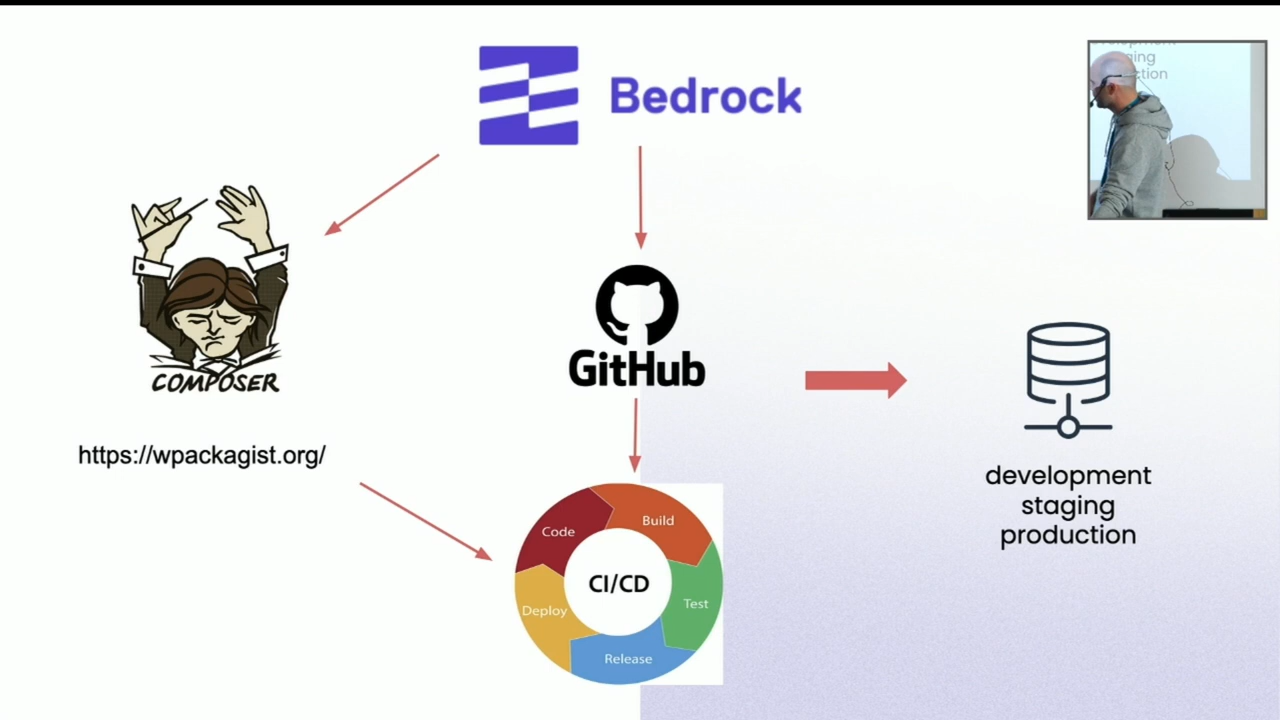 Bedrock
COMPOSER
https://wpackagist.org/
GitHub
Code
Build
CI/CD
Test
Deploy
Release
development
staging
production